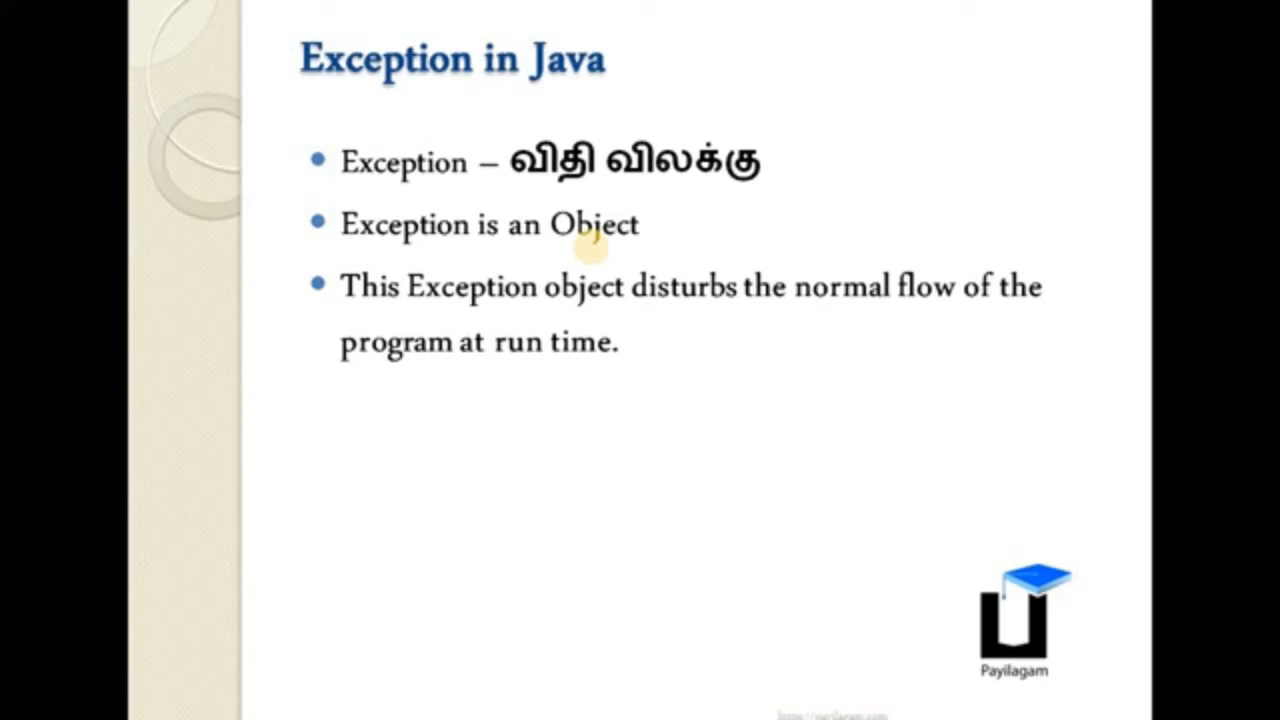 Exception in Java
Exception – விதி விலக்கு
Exception is an Object
This Exception object disturbs the normal flow of the
program at run time.
Payilagam